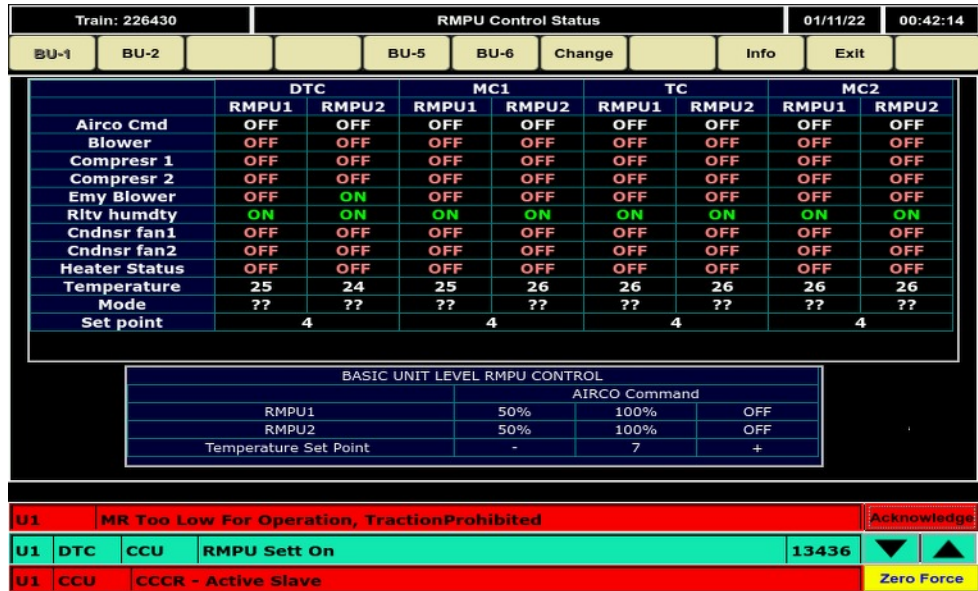 Train: 226430 RMPU Control Status 01/11/22 00:42:14
BU-1 BU-2 BU-5 BU-6 Change Info Exit
DTC MC1 TC MC2
RMPU1 RMPU2 RMPU1 RMPU2 RMPU1 RMPU2 RMPU1 RMPU2
Airco Cmd OFF OFF OFF OFF OFF OFF OFF OFF
Blower OFF OFF OFF OFF OFF OFF OFF OFF
Compresr 1 OFF OFF OFF OFF OFF OFF OFF OFF
Compresr 2 OFF OFF OFF OFF OFF OFF OFF OFF
Emy Blower OFF ON OFF OFF OFF OFF OFF OFF
Rltv humdty ON ON ON ON ON ON ON ON
Cndnsr fan1 OFF OFF OFF OFF OFF OFF OFF OFF
Cndnsr fan2 OFF OFF OFF OFF OFF OFF OFF OFF
Heater Status OFF OFF OFF OFF OFF OFF OFF OFF
Temperature 25 24 25 26 26 26 26 26
Mode ?? ?? ?? ?? ?? ?? ?? ??
Set point 4 4 4 4
BASIC UNIT LEVEL RMPU CONTROL
AIRCO Command
RMPU1 50% 100% OFF
RMPU2 50% 100% OFF
Temperature Set Point - 7 +
U1 MR Too Low For Operation, TractionProhibited Acknowledge
U1 DTC CCU RMPU Sett On 13436
U1 CCU CCCR - Active Slave Zero Force